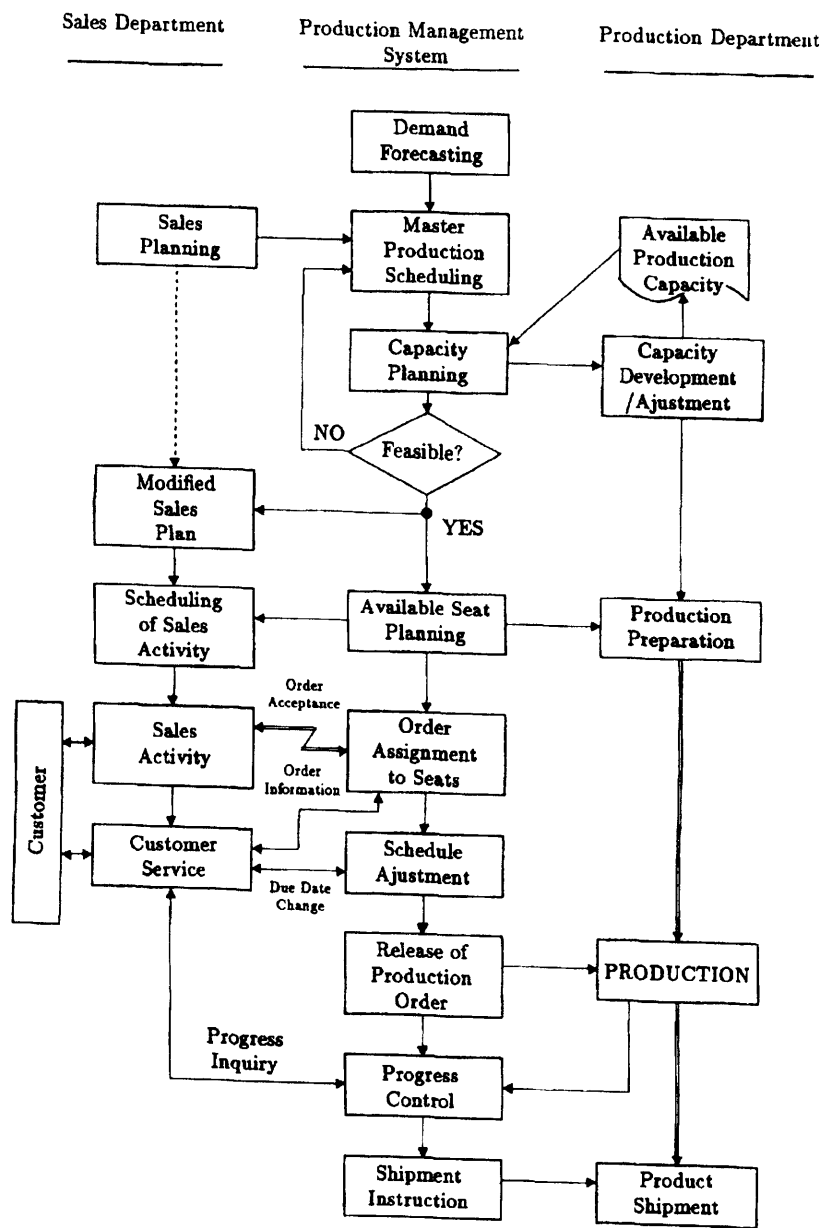 Sales Department
Production Management
System
Production Department
Demand
Forecasting
Sales
Planning
Master
Production
Scheduling
Available
Production
Capacity
Capacity
Planning
Capacity
Development
/Ajustment
NO
Feasible?
YES
Modified
Sales
Plan
Scheduling
of Sales
Activity
Available Seat
Planning
Production
Preparation
Order
Acceptance
Customer
Sales
Activity
Order
Assignment
to Seats
Order
Information
Customer
Service
Schedule
Ajustment
Due Date
Change
Release of
Production
Order
PRODUCTION
Progress
Inquiry
Progress
Control
Shipment
Instruction
Product
Shipment